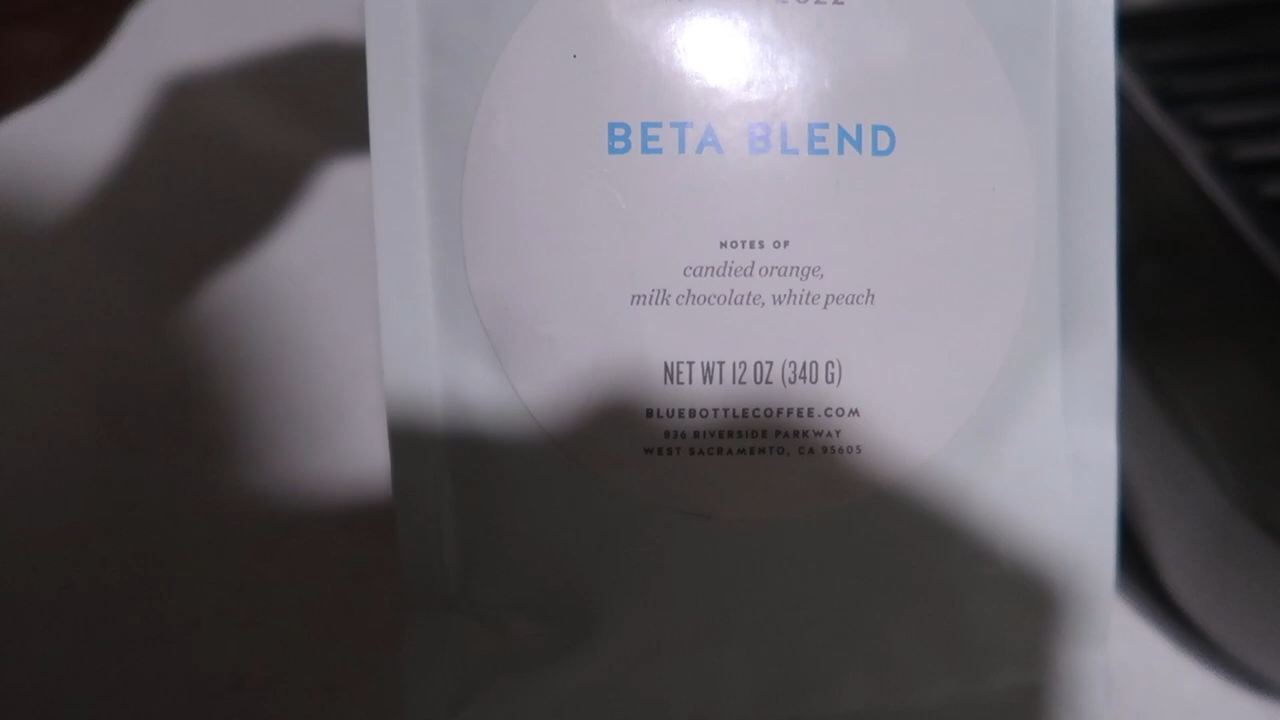 2022
BETA BLEND
NOTES OF
candied orange,
milk chocolate, white peach
NET WT 12 OZ (340 G)
BLUEBOTTLECOFFEE.COM
836 RIVERSIDE PARKWAY
WEST SACRAMENTO, CA 95605